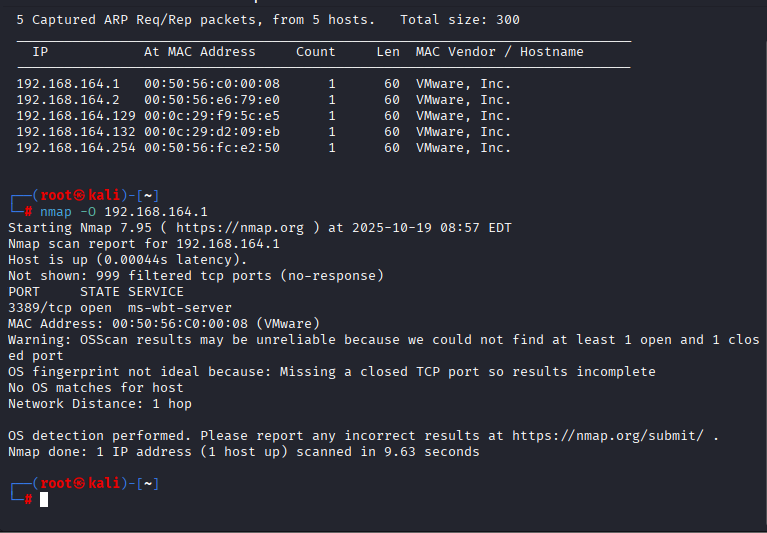 5 Captured ARP Req/Rep packets, from 5 hosts.   Total size: 300
IP            At MAC Address     Count     Len  MAC Vendor / Hostname
192.168.164.1   00:50:56:c0:00:08      1      60  VMware, Inc.
192.168.164.2   00:50:56:e6:79:e0      1      60  VMware, Inc.
192.168.164.129 00:0c:29:f9:5c:e5      1      60  VMware, Inc.
192.168.164.132 00:0c:29:d2:09:eb      1      60  VMware, Inc.
192.168.164.254 00:50:56:fc:e2:50      1      60  VMware, Inc.
┌──(root㉿kali)-[~]
└─# nmap -O 192.168.164.1
Starting Nmap 7.95 ( https://nmap.org ) at 2025-10-19 08:57 EDT
Nmap scan report for 192.168.164.1
Host is up (0.00044s latency).
Not shown: 999 filtered tcp ports (no-response)
PORT     STATE SERVICE
3389/tcp open  ms-wbt-server
MAC Address: 00:50:56:C0:00:08 (VMware)
Warning: OSScan results may be unreliable because we could not find at least 1 open and 1 clos
ed port
OS fingerprint not ideal because: Missing a closed TCP port so results incomplete
No OS matches for host
Network Distance: 1 hop
OS detection performed. Please report any incorrect results at https://nmap.org/submit/ .
Nmap done: 1 IP address (1 host up) scanned in 9.63 seconds
┌──(root㉿kali)-[~]
└─#